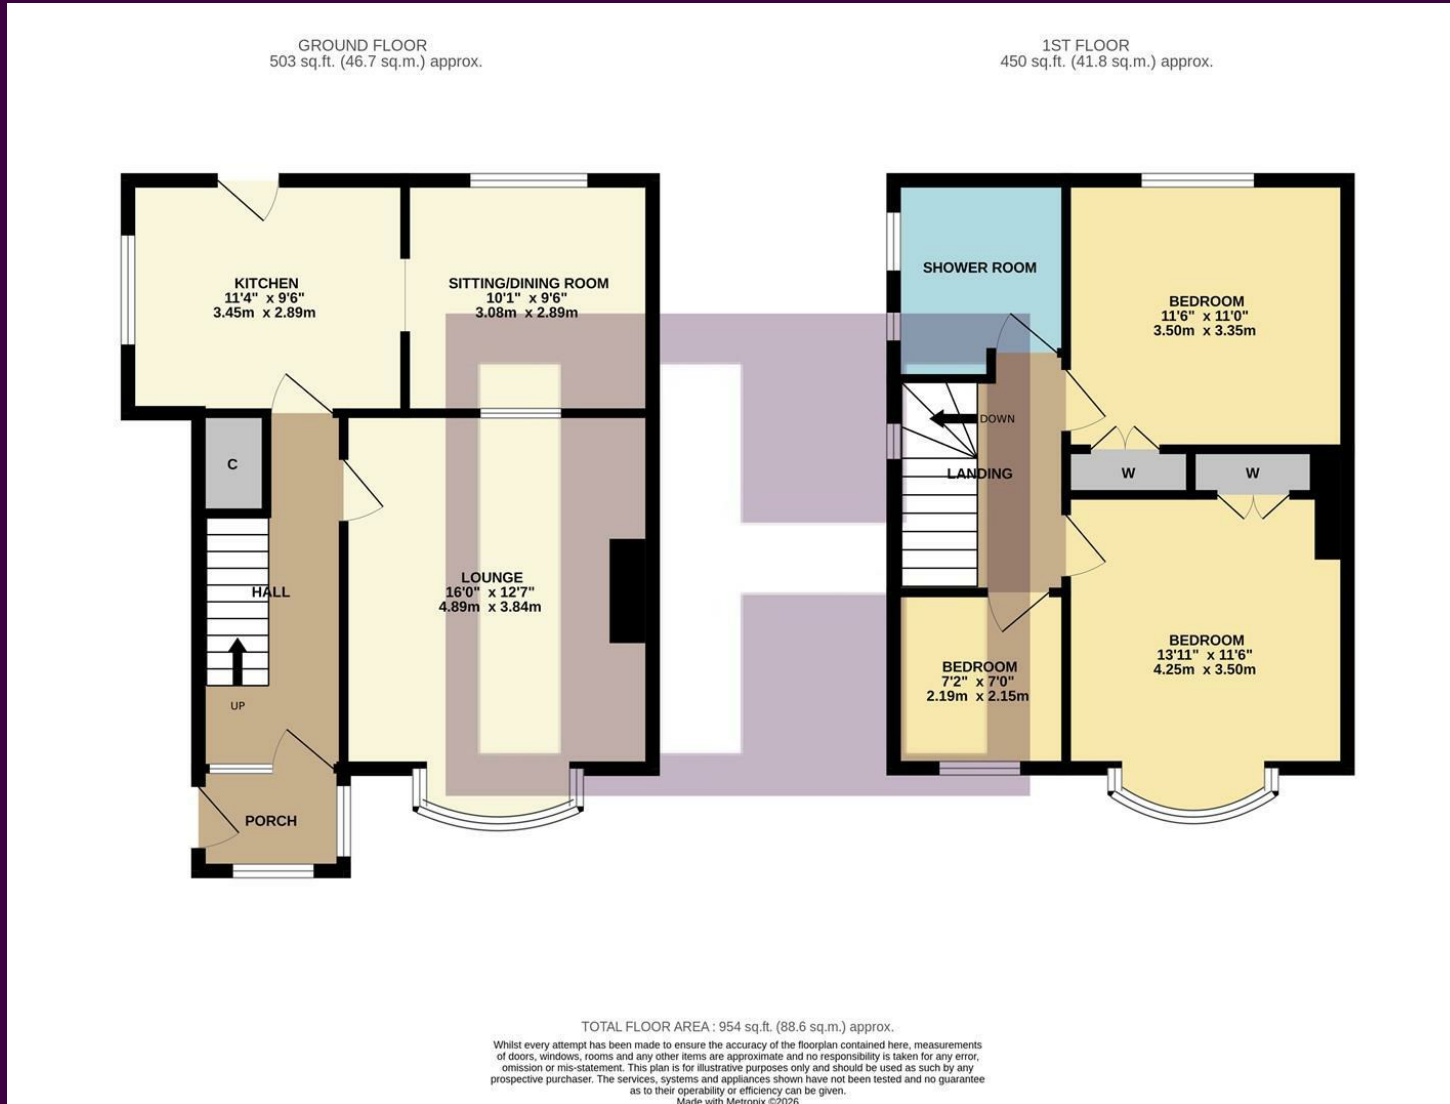 GROUND FLOOR
503 sq.ft. (46.7 sq.m.) approx.
1ST FLOOR
450 sq.ft. (41.8 sq.m.) approx.
KITCHEN
11'4" x 9'6"
3.45m x 2.89m
SITTING/DINING ROOM
10'1" x 9'6"
3.08m x 2.89m
C
HALL
UP
LOUNGE
16'0" x 12'7"
4.89m x 3.84m
PORCH
SHOWER ROOM
BEDROOM
11'6" x 11'0"
3.50m x 3.35m
DOWN
LANDING
W
W
BEDROOM
7'2" x 7'0"
2.19m x 2.15m
BEDROOM
13'11" x 11'6"
4.25m x 3.50m
TOTAL FLOOR AREA : 954 sq.ft. (88.6 sq.m.) approx.
Whilst every attempt has been made to ensure the accuracy of the floorplan contained here, measurements
of doors, windows, rooms and any other items are approximate and no responsibility is taken for any error,
omission or mis-statement. This plan is for illustrative purposes only and should be used as such by any
prospective purchaser. The services, systems and appliances shown have not been tested and no guarantee
as to their operability or efficiency can be given.
Made with Metropix ©2026